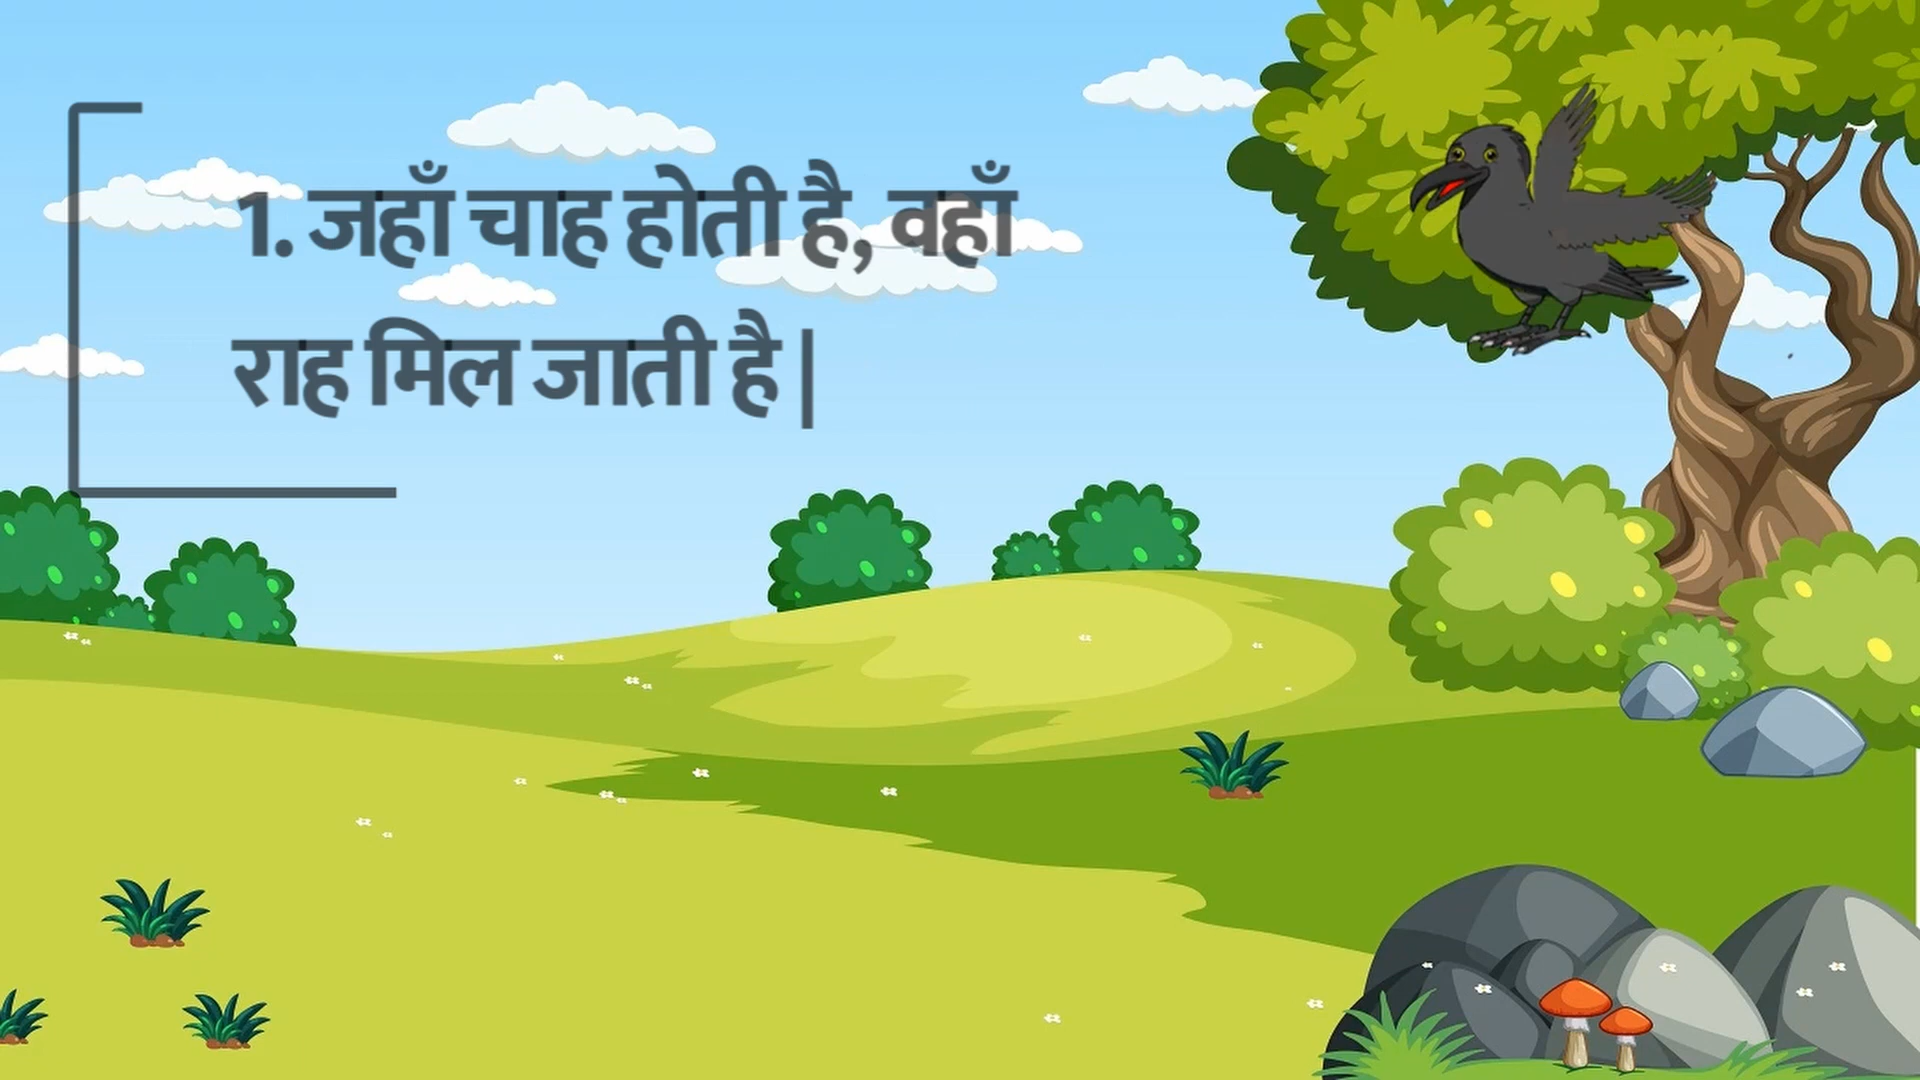 1. जहाँ चाह होती है, वहाँ
राह मिल जाती है |